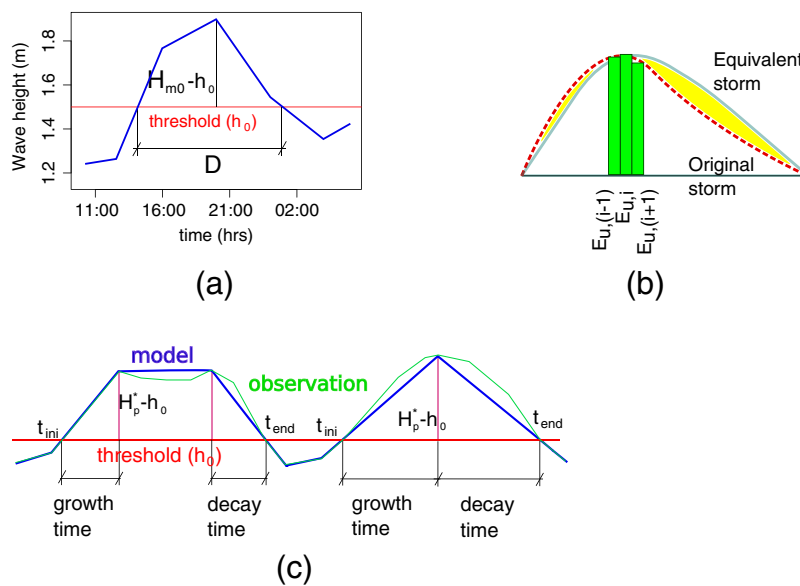 Wave height (m)
1.8
1.6
1.4
1.2
H_m0-h_0
threshold (h_0)
D
11:00 16:00 21:00 02:00
time (hrs)
(a)
Equivalent
storm
Original
storm
E_u,(i-1)
E_u,i
E_u,(i+1)
(b)
model
observation
H_p^*-h_0
H_p^*-h_0
t_ini
t_end
t_ini
t_end
threshold (h_0)
growth
time
decay
time
growth
time
decay
time
(c)